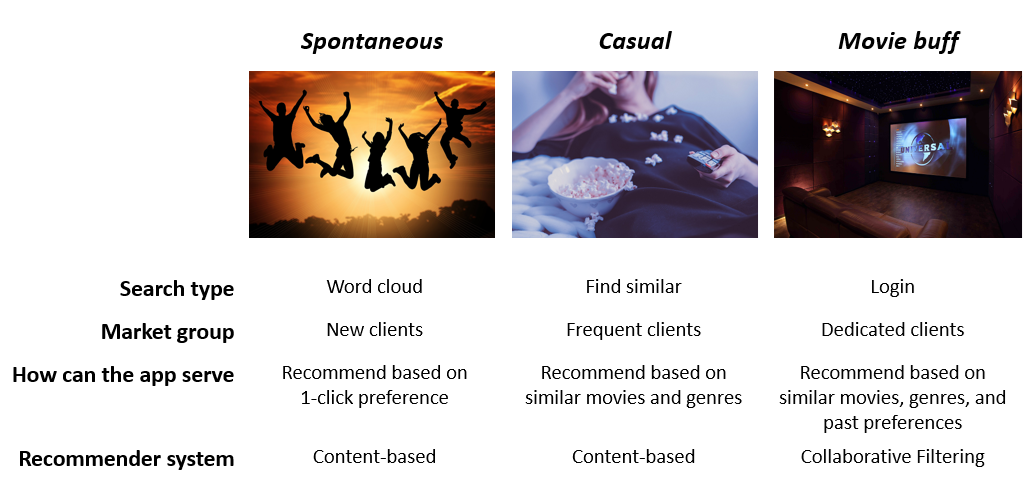 Spontaneous Casual Movie buff
UNIVERSA
Search type Word cloud Find similar Login
Market group New clients Frequent clients Dedicated clients
How can the app serve Recommend based on Recommend based on Recommend based on
1-click preference similar movies and genres similar movies, genres, and
past preferences
Recommender system Content-based Content-based Collaborative Filtering